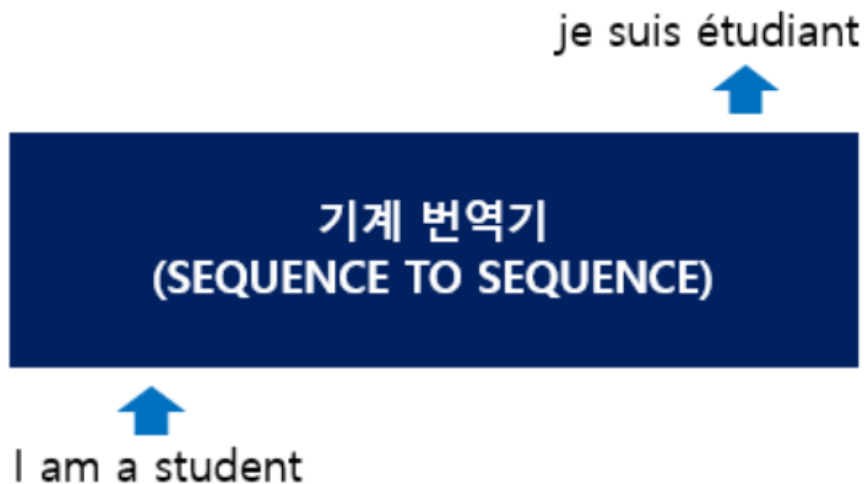 je suis étudiant
기계 번역기
(SEQUENCE TO SEQUENCE)
I am a student